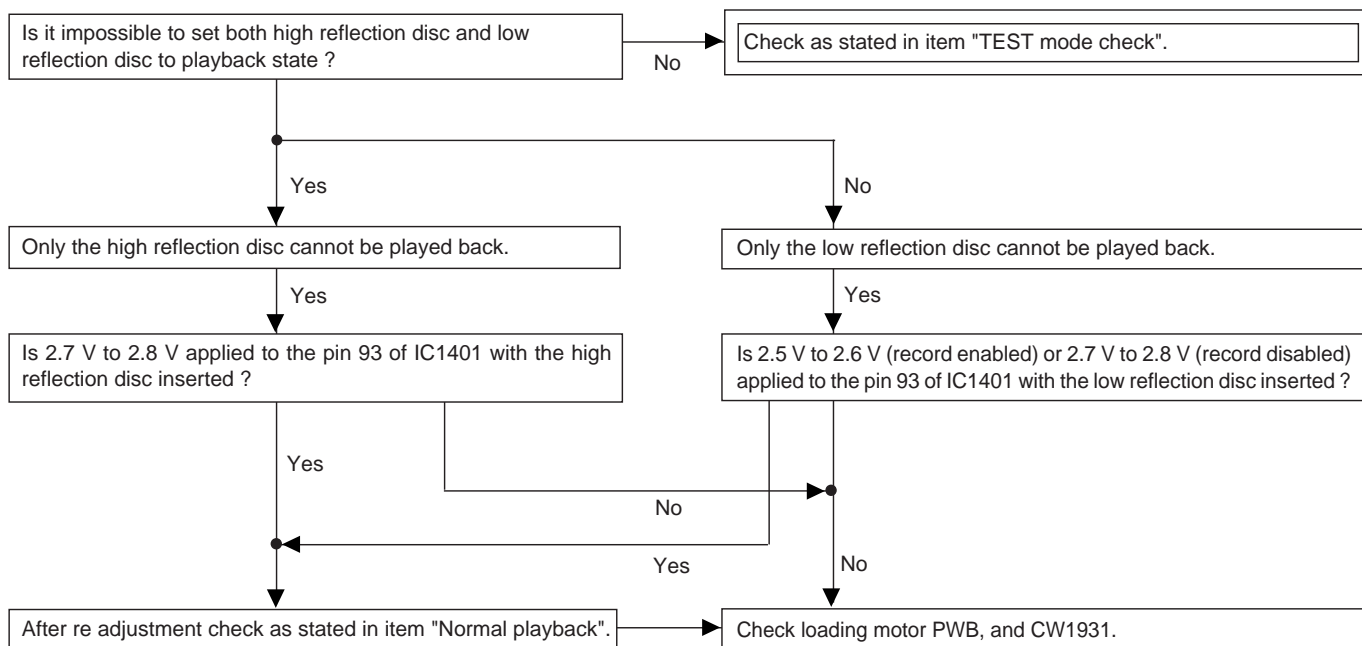 Is it impossible to set both high reflection disc and low
reflection disc to playback state ?
No
Check as stated in item "TEST mode check".
Yes
No
Only the high reflection disc cannot be played back.
Only the low reflection disc cannot be played back.
Yes
Yes
Is 2.7 V to 2.8 V applied to the pin 93 of IC1401 with the high
reflection disc inserted ?
Is 2.5 V to 2.6 V (record enabled) or 2.7 V to 2.8 V (record disabled)
applied to the pin 93 of IC1401 with the low reflection disc inserted ?
Yes
No
Yes
No
After re adjustment check as stated in item "Normal playback".
Check loading motor PWB, and CW1931.